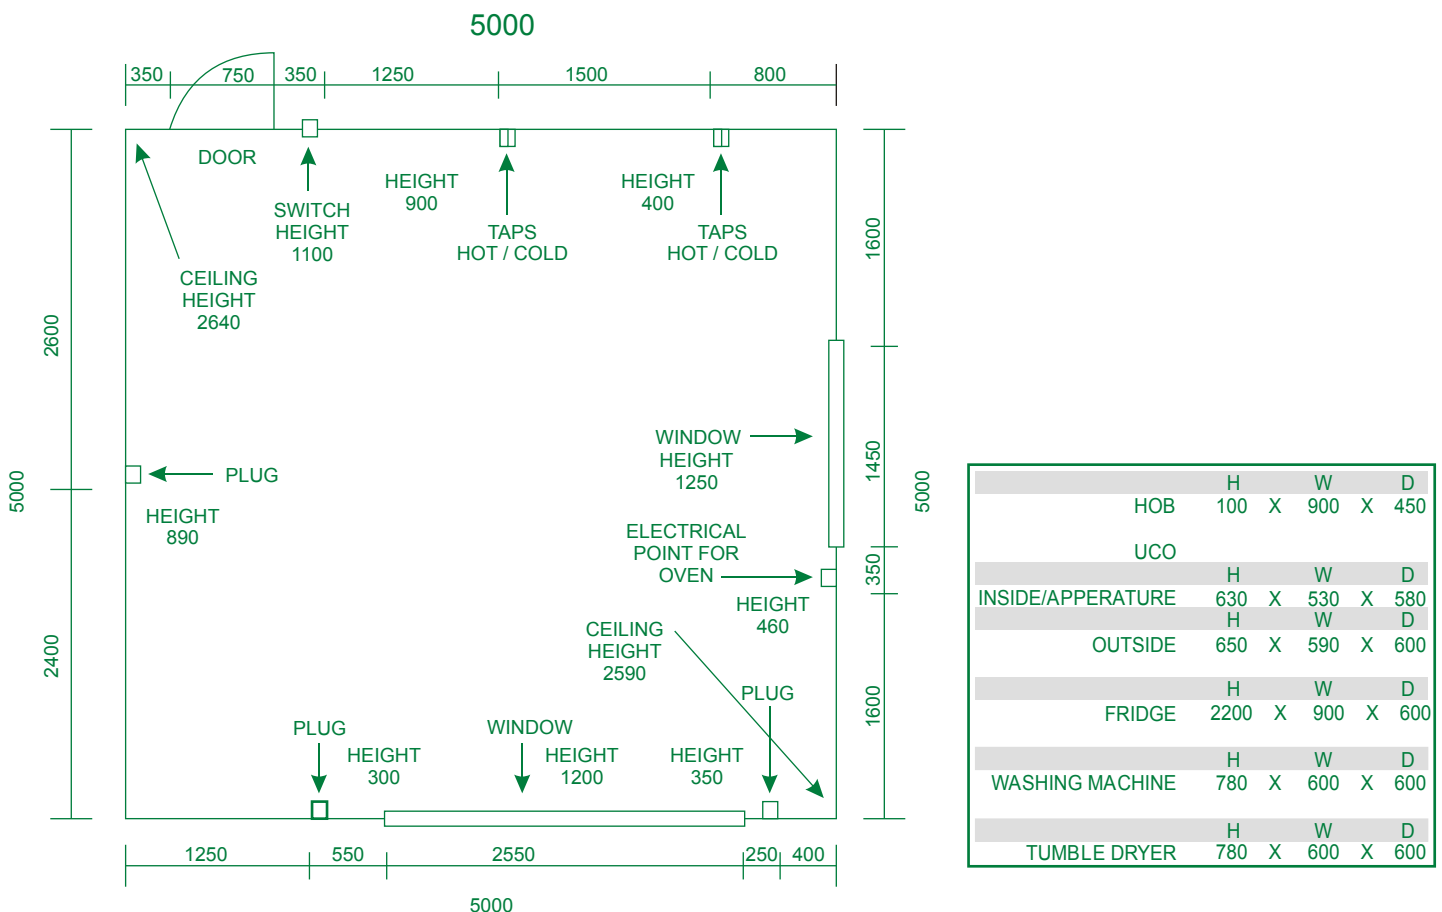 5000
350 750 350 1250 1500 800
DOOR
SWITCH
HEIGHT
1100
HEIGHT
900
TAPS
HOT / COLD
HEIGHT
400
TAPS
HOT / COLD
CEILING
HEIGHT
2640
2600
2400
5000
PLUG
HEIGHT
890
WINDOW
HEIGHT
1250
ELECTRICAL
POINT FOR
OVEN
HEIGHT
460
CEILING
HEIGHT
2590
1600
1450
350
1600
5000
PLUG
HEIGHT
300
WINDOW
HEIGHT
1200
HEIGHT
350
PLUG
1250 550 2550 250 400
5000
H W D
HOB 100 X 900 X 450
UCO
H W D
INSIDE/APPERATURE 630 X 530 X 580
H W D
OUTSIDE 650 X 590 X 600
H W D
FRIDGE 2200 X 900 X 600
H W D
WASHING MACHINE 780 X 600 X 600
H W D
TUMBLE DRYER 780 X 600 X 600